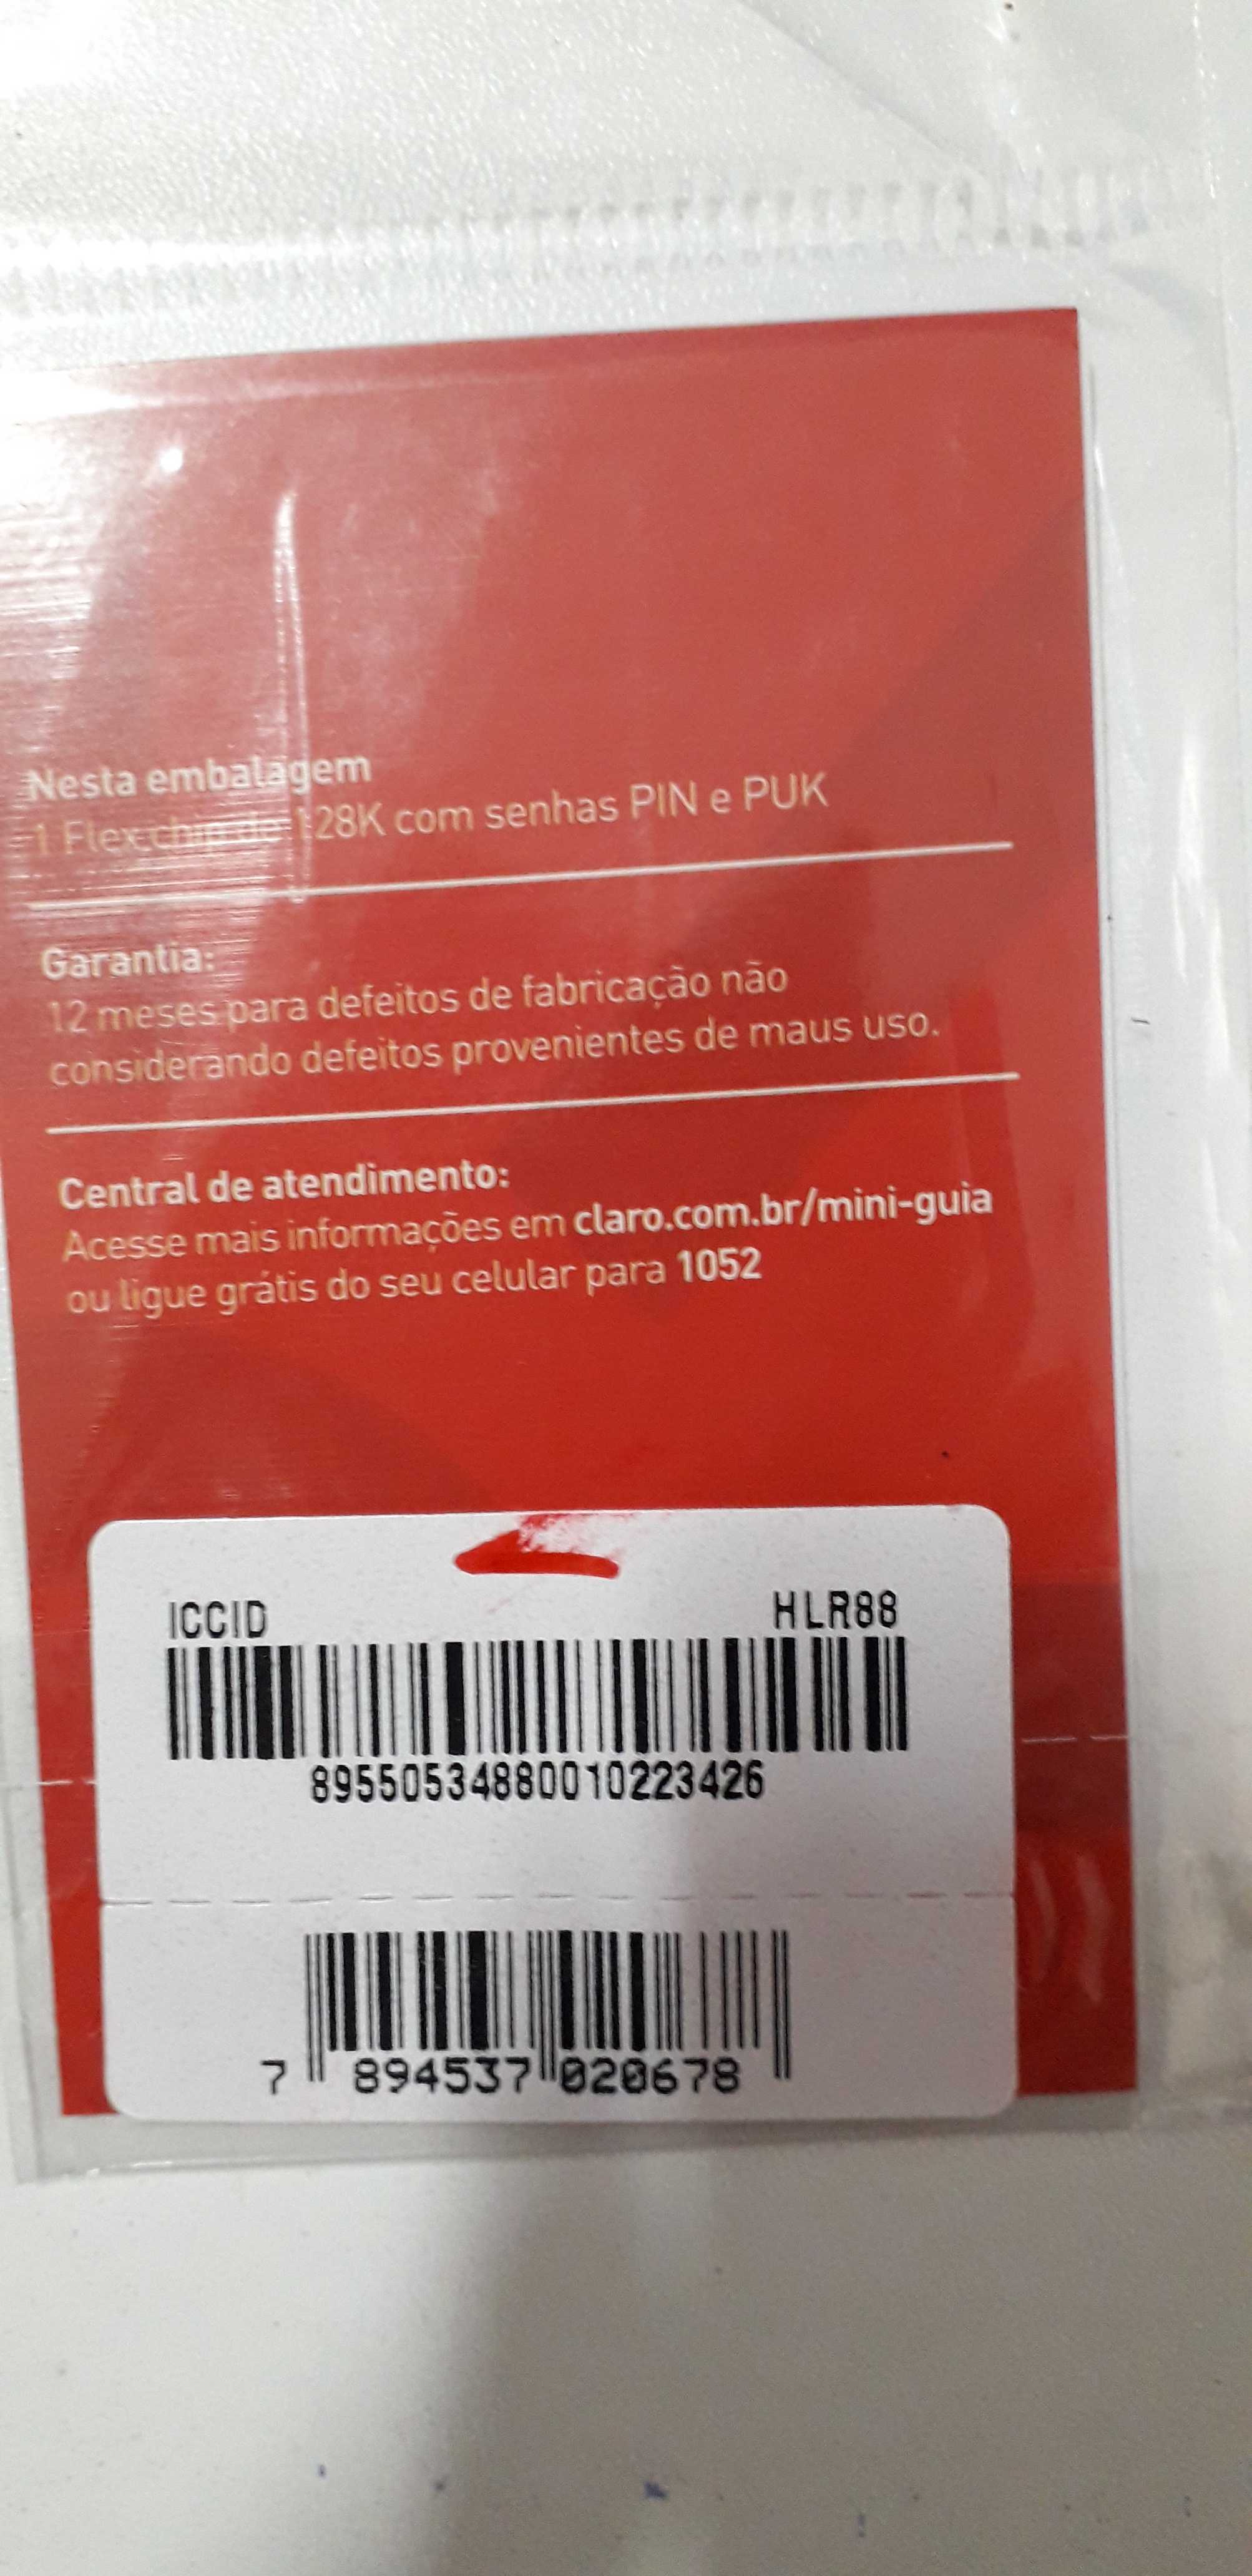 Nesta embalagem
1 Flex chip de 128K com senhas PIN e PUK
Garantia:
12 meses para defeitos de fabricação não
considerando defeitos provenientes de maus uso.
Central de atendimento:
Acesse mais informações em claro.com.br/mini-guia
ou ligue grátis do seu celular para 1052
ICCID HLR88
89550534880010223426
7 894537 020678